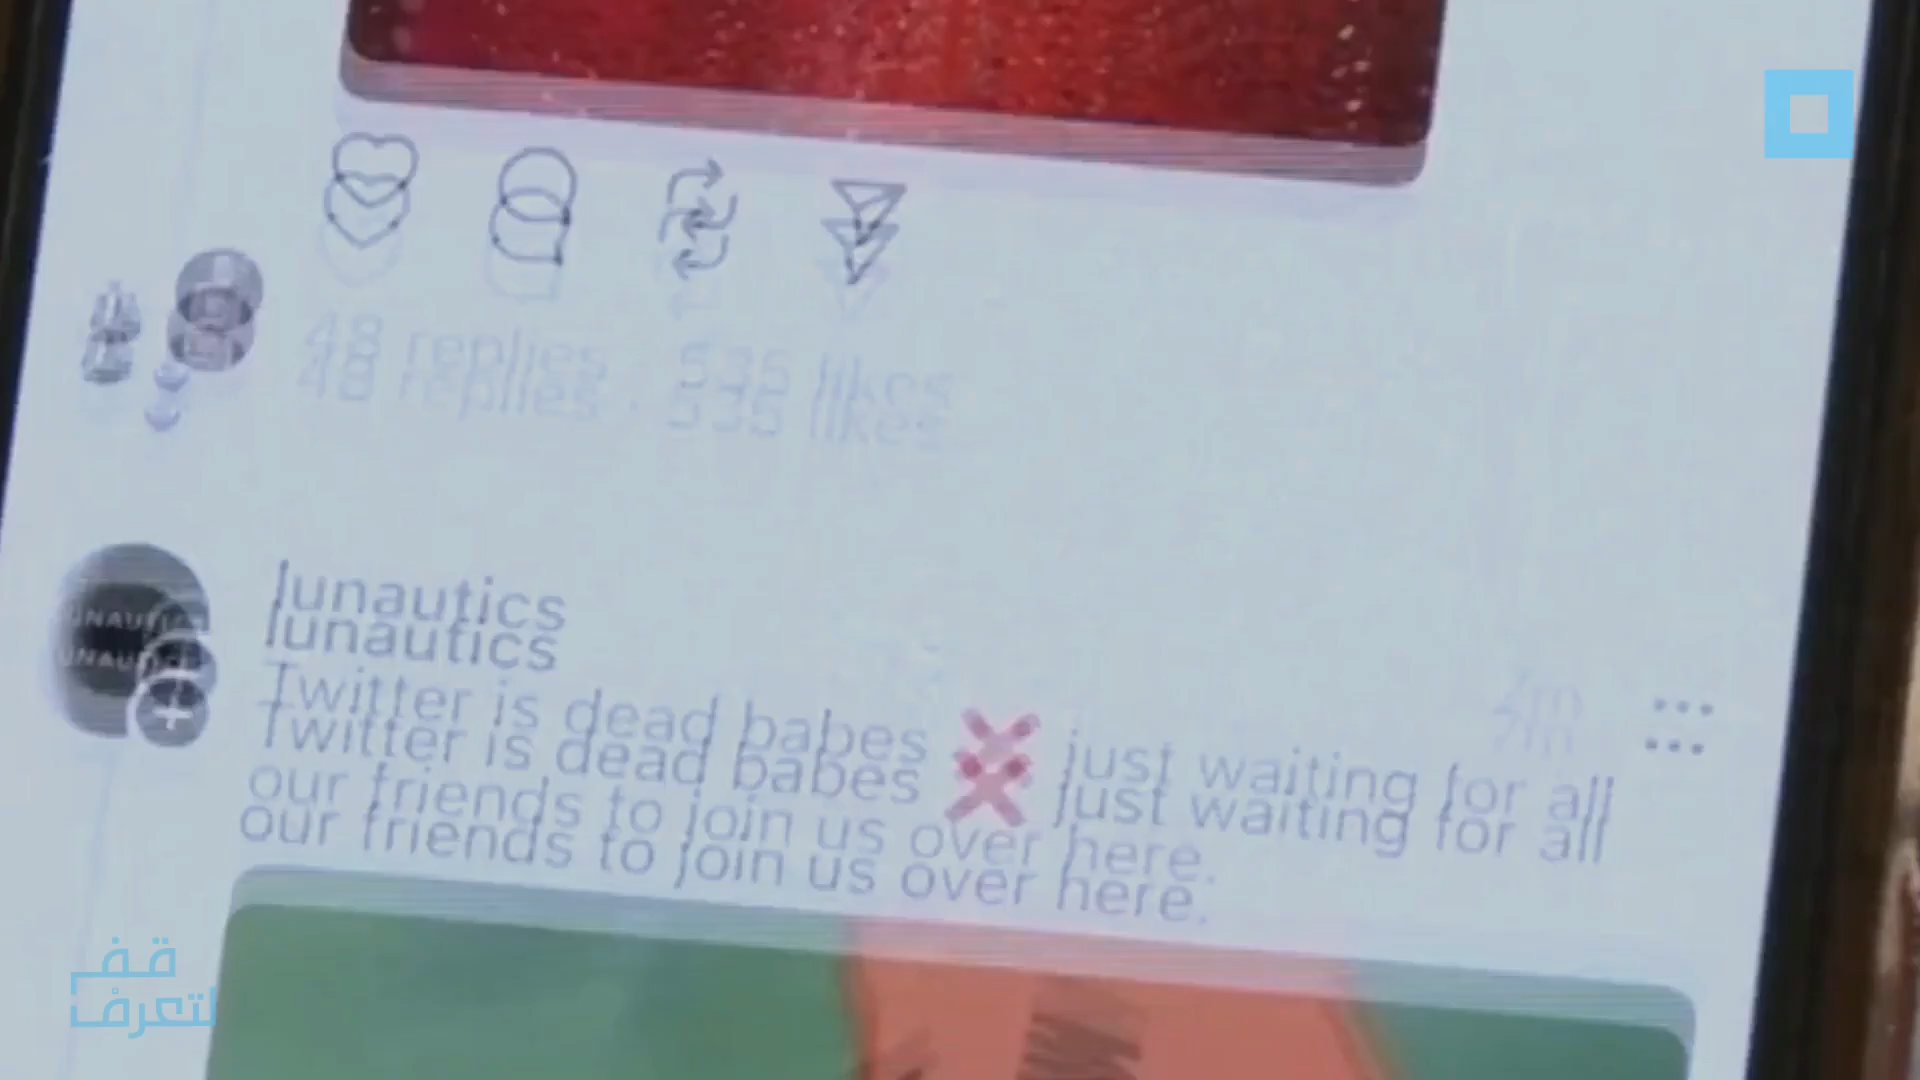 48 replies · 535 likes
lunautics
Twitter is dead babes ❌ just waiting for all
our friends to join us over here.
قف
لتعرف